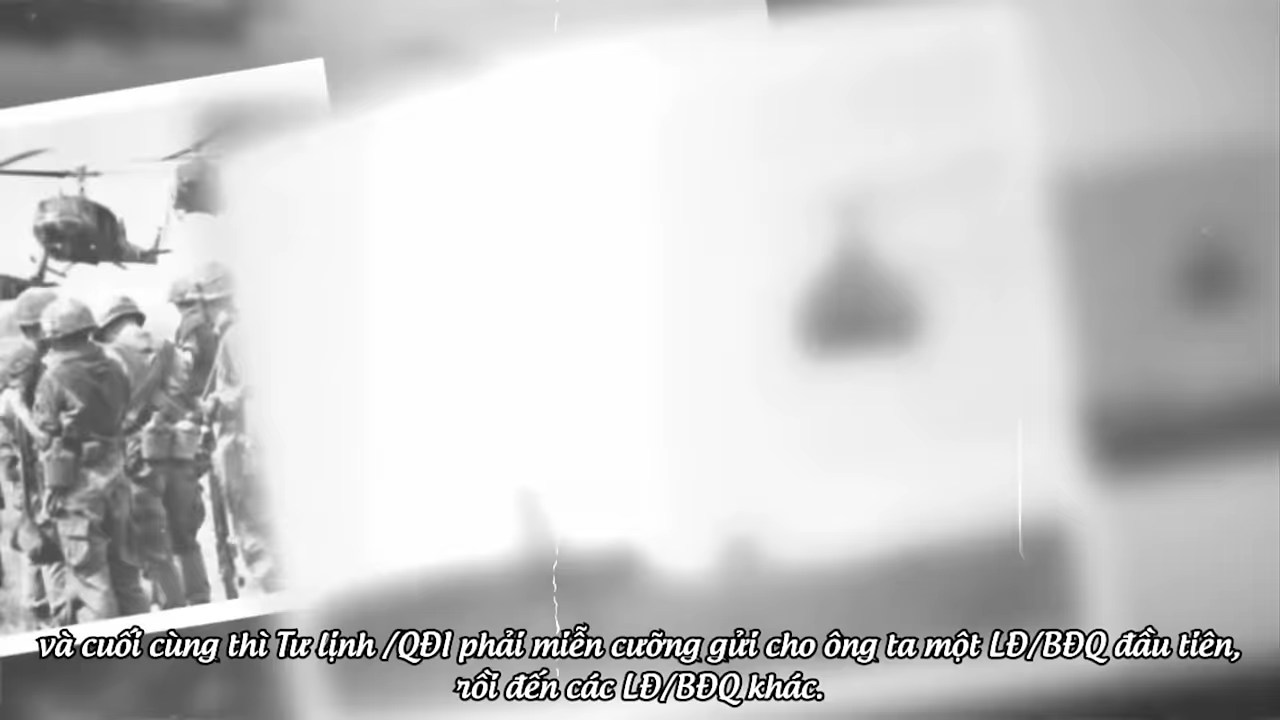 và cuối cùng thì Tư lịnh /QĐI phải miễn cưỡng gửi cho ông ta một LĐ/BĐQ đầu tiên,
rồi đến các LĐ/BĐQ khác.